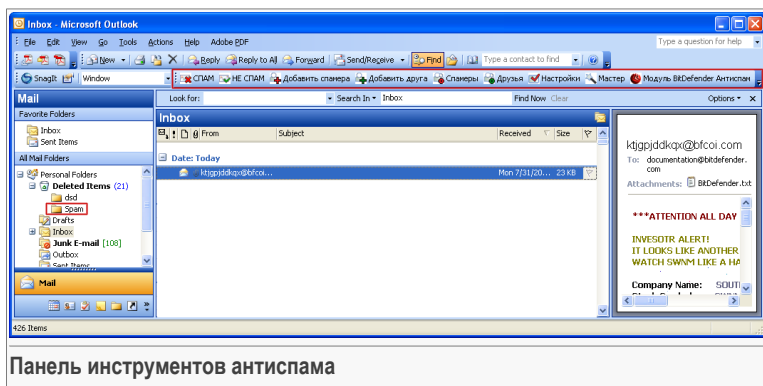 Inbox - Microsoft Outlook
File Edit View Go Tools Actions Help Adobe PDF
Type a question for help
New Reply Reply to All Forward Send/Receive Find Type a contact to find
SnagIt Window СПАМ НЕ СПАМ Добавить спамера Добавить друга Спамеры Друзья Настройки Мастер Модуль BitDefender Антиспам
Mail
Look for: Search In Inbox Find Now Clear Options
Favorite Folders
Inbox
Sent Items
All Mail Folders
Personal Folders
Deleted Items (21)
dsd
Spam
Drafts
Inbox
Junk E-mail [108]
Outbox
Sent Items
Mail
Inbox
From Subject Received Size
Date: Today
ktjgpjddkqx@bfcoi... Mon 7/31/20... 23 KB
ktjgpjddkqx@bfcoi.com
To: documentation@bitdefender.
com
Attachments: BitDefender.txt
***ATTENTION ALL DAY
INVESOTR ALERT!
IT LOOKS LIKE ANOTHER
WATCH SWNM LIKE A HA
Company Name: SOUTI
426 Items
Панель инструментов антиспама